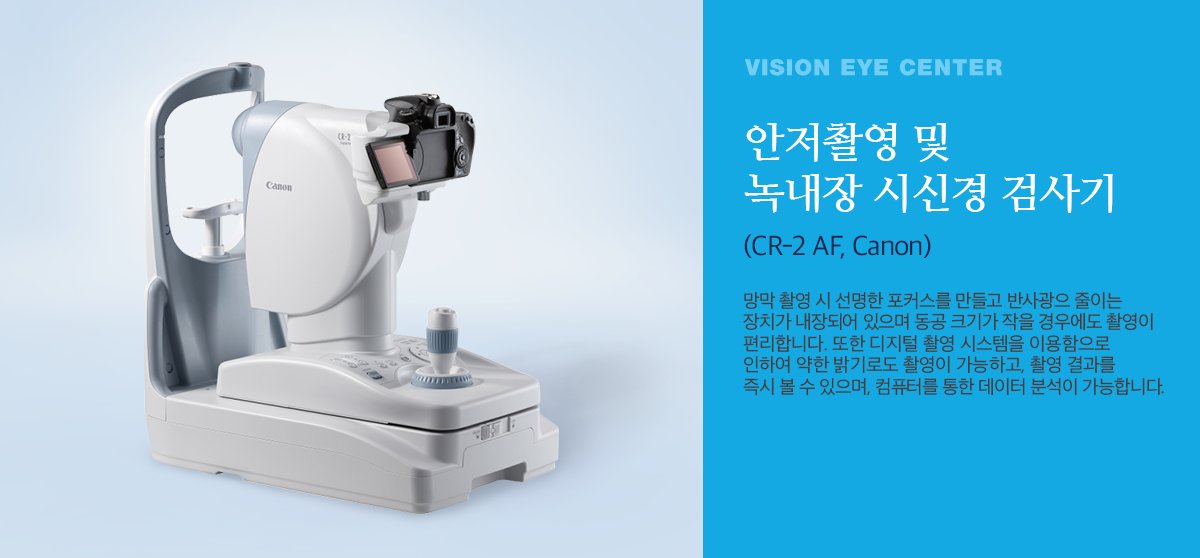 Canon
CR-2
VISION EYE CENTER
안저촬영 및
녹내장 시신경 검사기
(CR-2 AF, Canon)
망막 촬영 시 선명한 포커스를 만들고 반사광으 줄이는
장치가 내장되어 있으며 동공 크기가 작을 경우에도 촬영이
편리합니다. 또한 디지털 촬영 시스템을 이용함으로
인하여 약한 밝기로도 촬영이 가능하고, 촬영 결과를
즉시 볼 수 있으며, 컴퓨터를 통한 데이터 분석이 가능합니다.